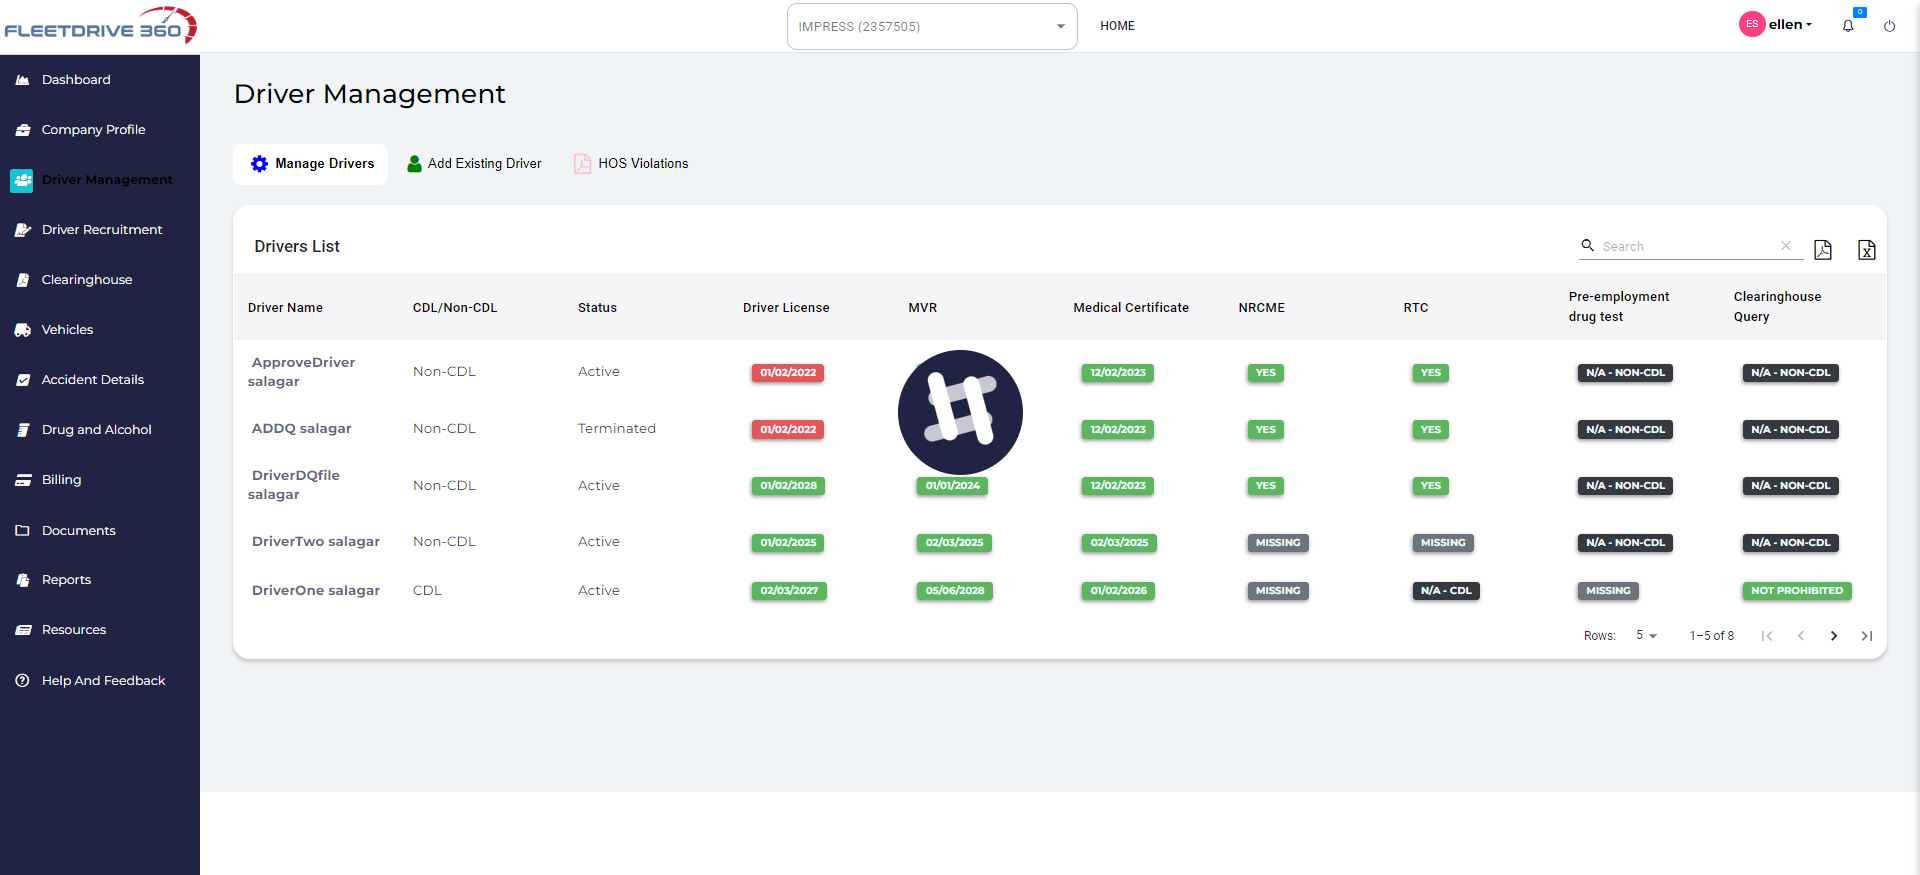 FLEETDRIVE 360
IMPRESS (2357505)
HOME
ES
ellen
0
Dashboard
Company Profile
Driver Management
Driver Recruitment
Clearinghouse
Vehicles
Accident Details
Drug and Alcohol
Billing
Documents
Reports
Resources
Help And Feedback
Driver Management
Manage Drivers
Add Existing Driver
HOS Violations
Drivers List
Search
Driver Name CDL/Non-CDL Status Driver License MVR Medical Certificate NRCME RTC Pre-employment drug test Clearinghouse Query
ApproveDriver salagar Non-CDL Active 01/02/2022 12/02/2023 YES YES N/A - NON-CDL N/A - NON-CDL
ADDQ salagar Non-CDL Terminated 01/02/2022 12/02/2023 YES YES N/A - NON-CDL N/A - NON-CDL
DriverDQfile salagar Non-CDL Active 01/02/2028 01/01/2024 12/02/2023 YES YES N/A - NON-CDL N/A - NON-CDL
DriverTwo salagar Non-CDL Active 01/02/2025 02/03/2025 02/03/2025 MISSING MISSING N/A - NON-CDL N/A - NON-CDL
DriverOne salagar CDL Active 02/03/2027 05/06/2028 01/02/2026 MISSING N/A - CDL MISSING NOT PROHIBITED
Rows: 5 1–5 of 8